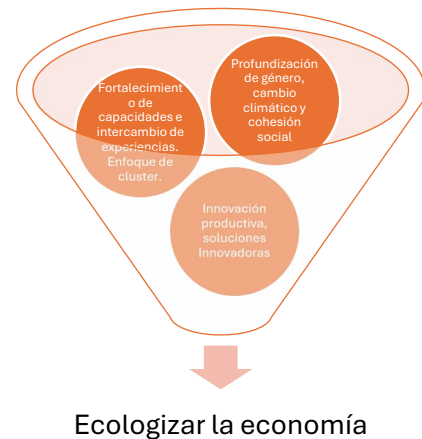 Fortalecimient
o de
capacidades e
intercambio de
experiencias.
Enfoque de
cluster.
Profundización
de género,
cambio
climático y
cohesión
social
Innovación
productiva,
soluciones
Innovadoras
Ecologizar la economía